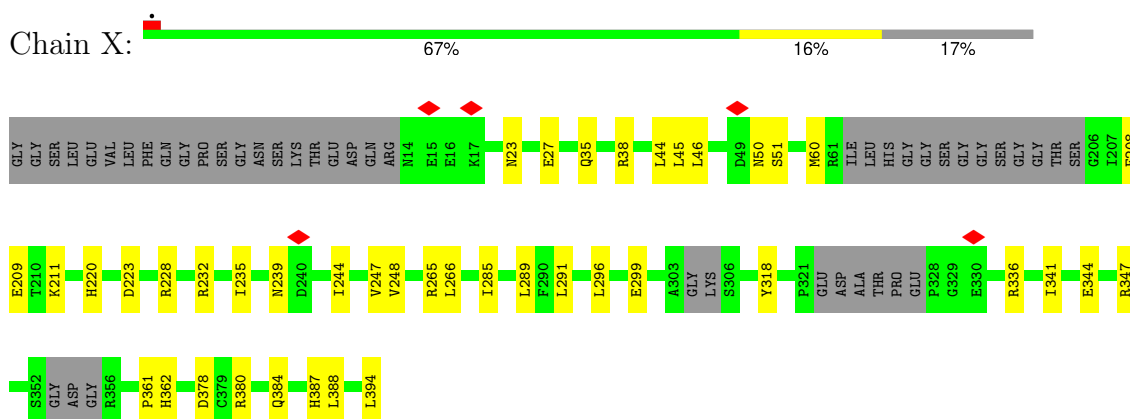 Chain X:
67% 16% 17%
GLY GLY SER LEU GLU VAL LEU PHE GLN GLY PRO SER GLY ASN SER LYS THR GLU ASP GLN ARG N14 E15 E16 K17 N23 E27 Q35 R38 L44 L45 L46 D49 N50 S51 M60 R61 ILE LEU HIS GLY GLY SER GLY GLY SER GLY GLY THR SER G206 I207
E209 T210 K211 H220 D223 R228 R232 I235 N239 D240 I244 V247 V248 R265 L266 I285 L289 F290 L291 L296 E299 A303 GLY LYS S306 Y318 P321 GLU ASP ALA THR PRO GLU P328 G329 E330 R336 I341 E344 R347
S352 GLY ASP GLY R356 P361 H362 D378 C379 R380 Q384 H387 L388 L394